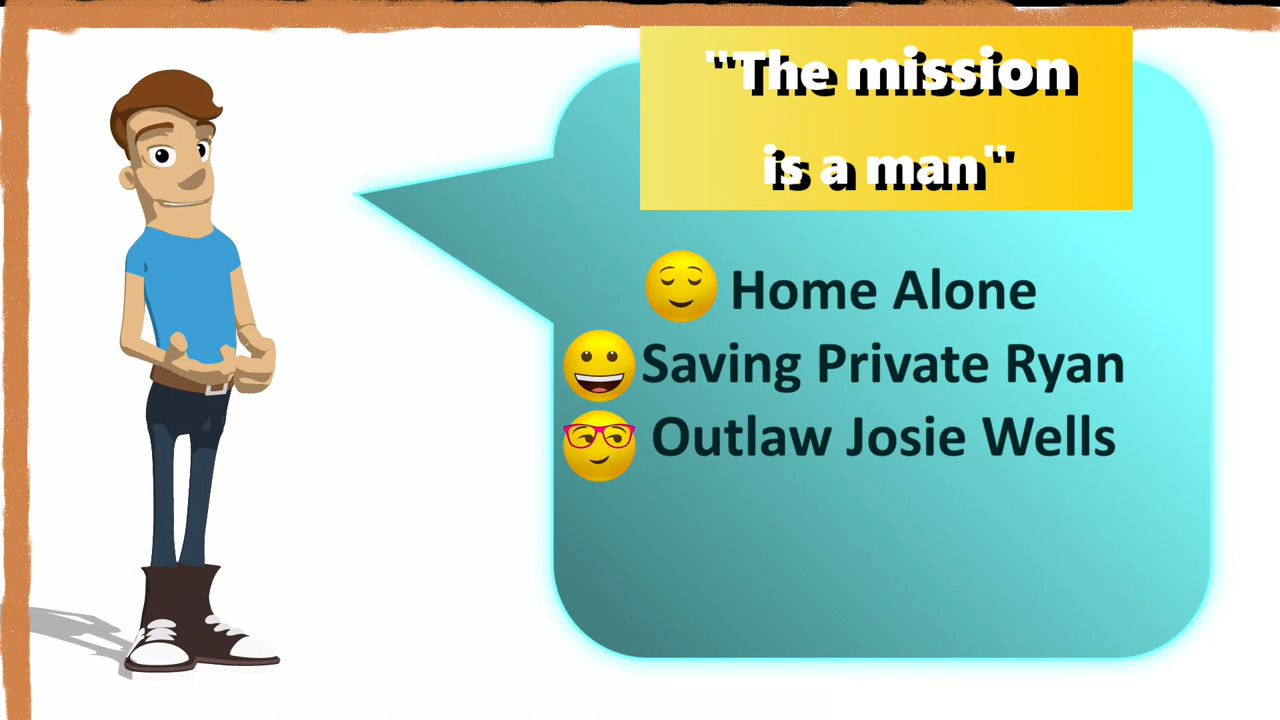 "The mission
is a man"
Home Alone
Saving Private Ryan
Outlaw Josie Wells